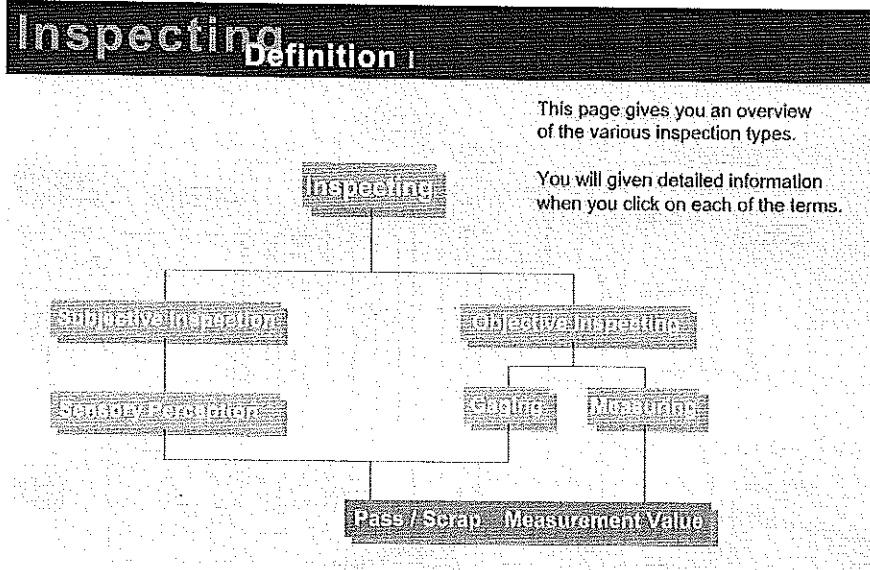 Inspecting
Definition I
This page gives you an overview
of the various inspection types.
You will given detailed information
when you click on each of the terms.
Inspecting
Subjective Inspection
Objective Inspecting
Sensory Perception
Gaging
Measuring
Pass / Scrap
Measurement Value